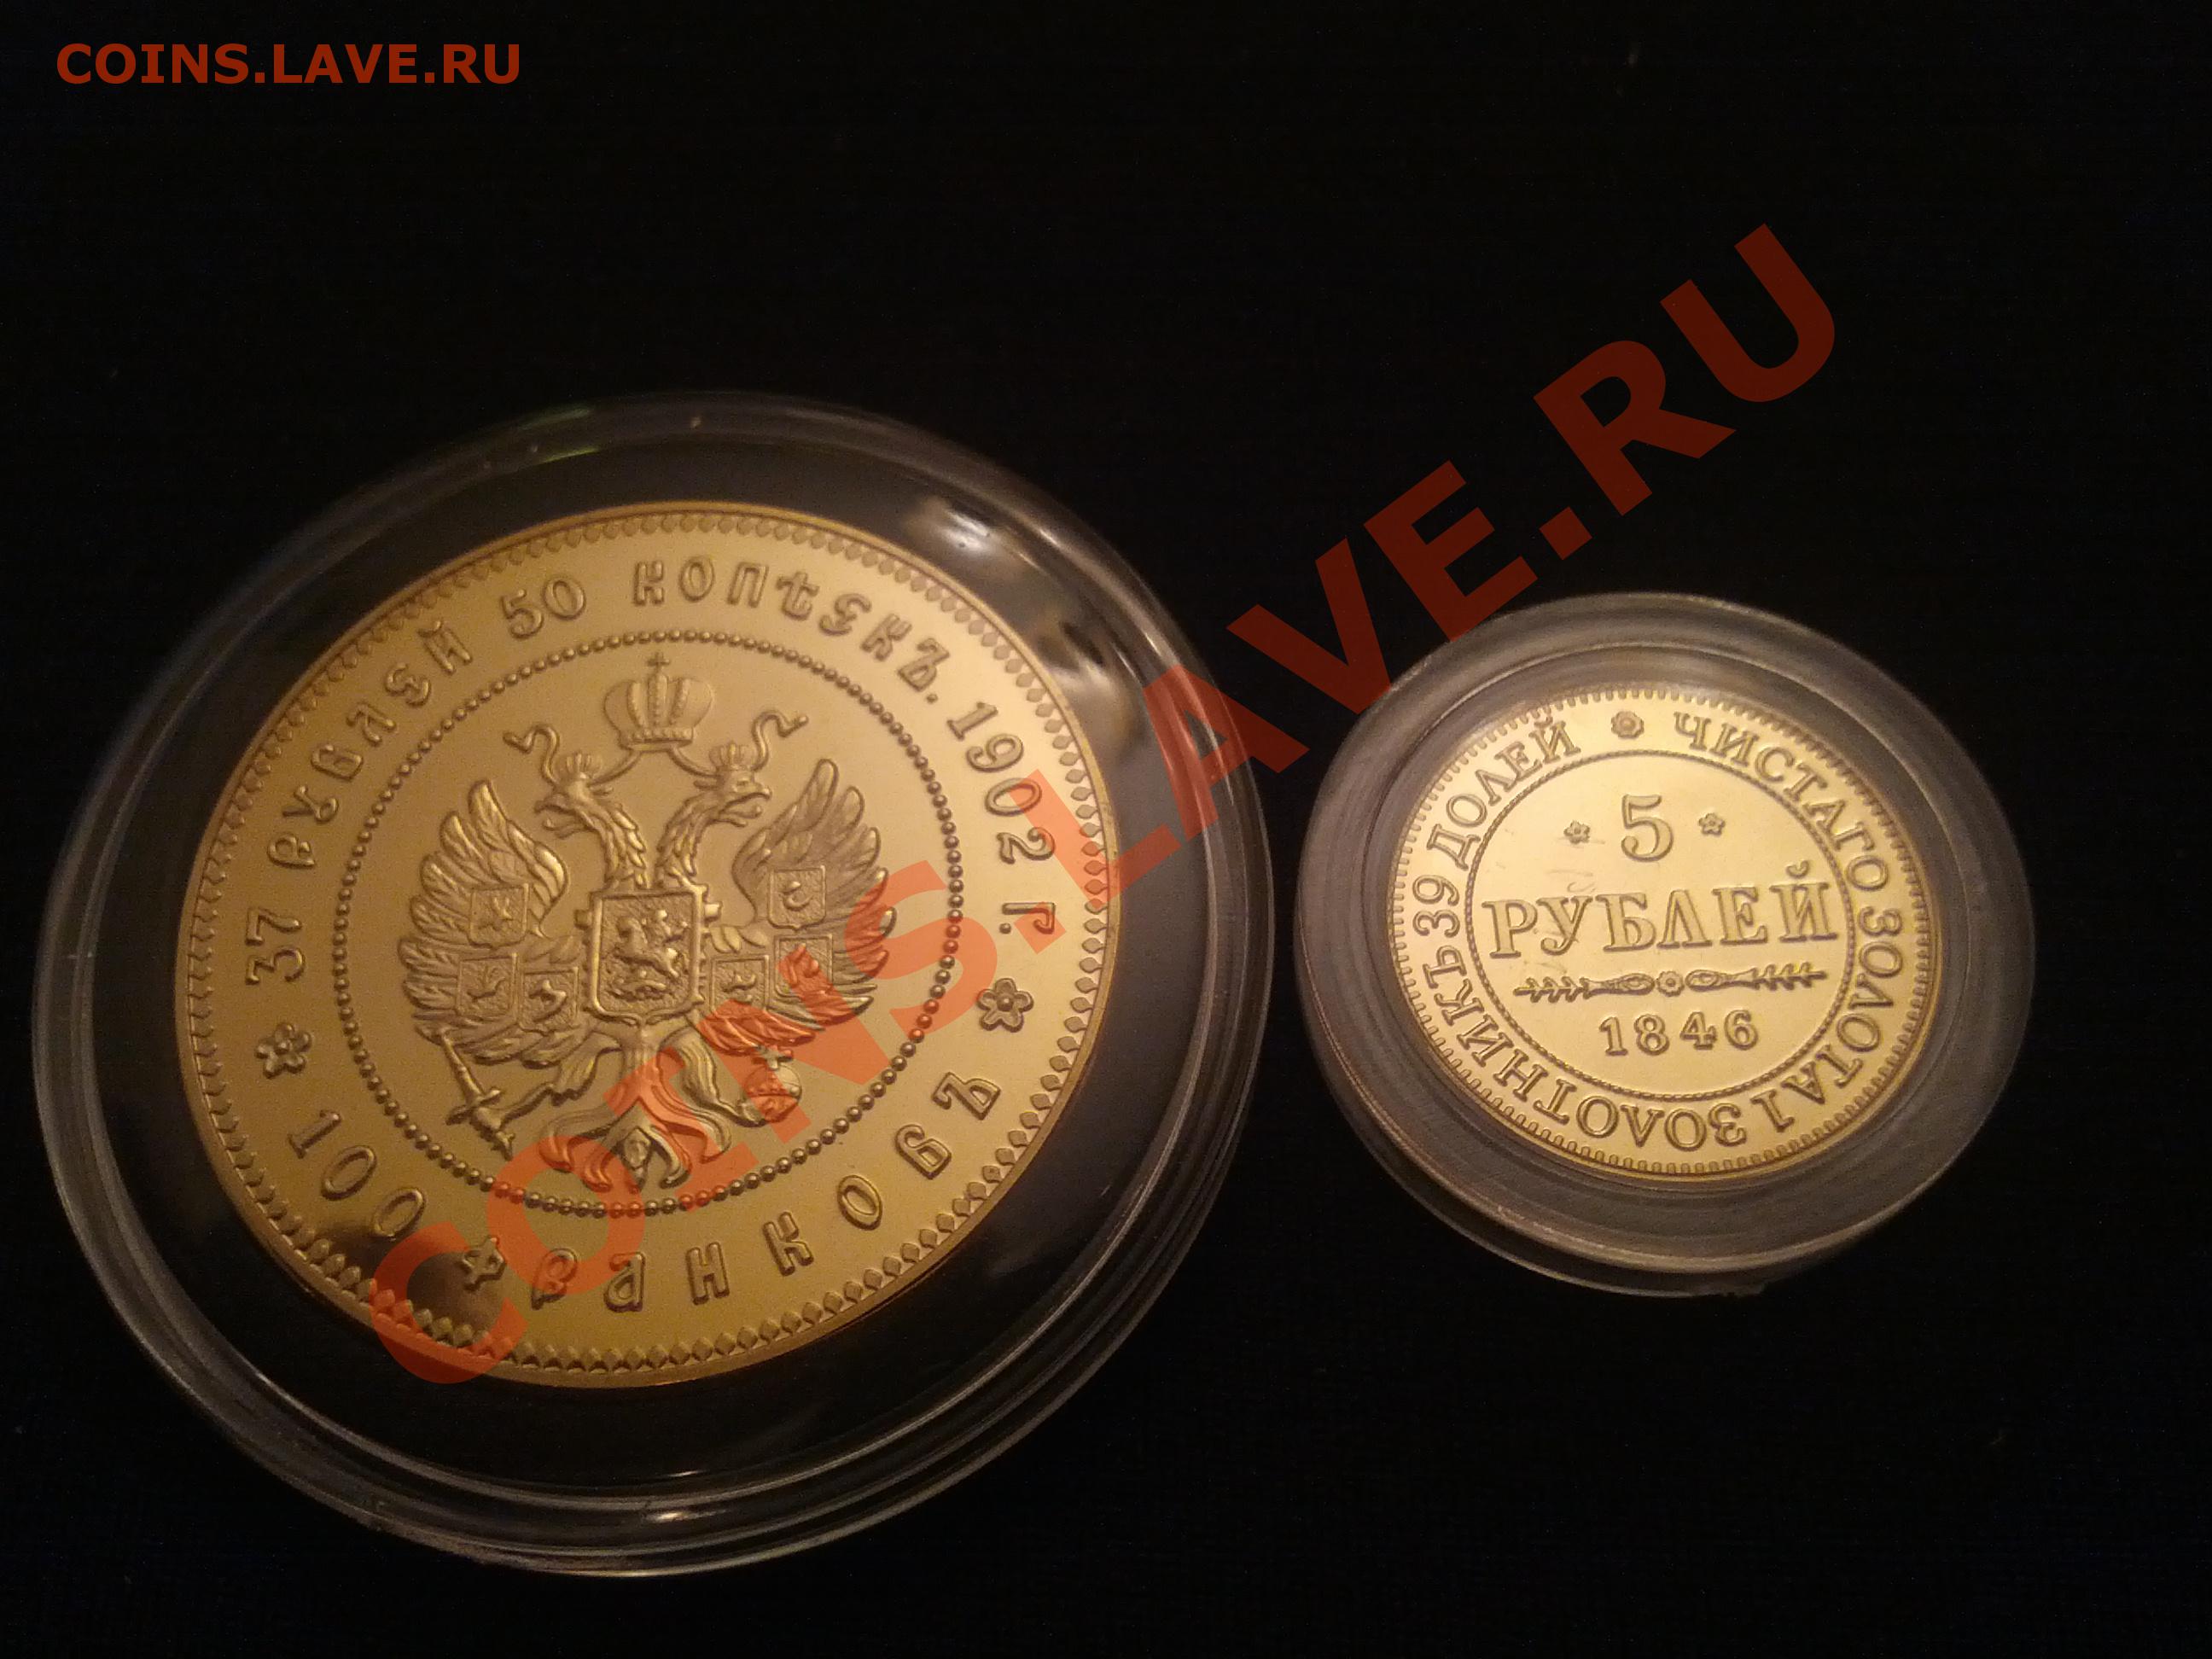 COINS.LAVE.RU
COINS.LAVE.RU
37 РУБЛЕЙ 50 КОПѢЕКЪ. 1902 Г.
100 ФРАНКОВЪ
ЧИСТАГО ЗОЛОТА 1 ЗОЛОТНИКЪ 39 ДОЛЕЙ
5
РУБЛЕЙ
1846